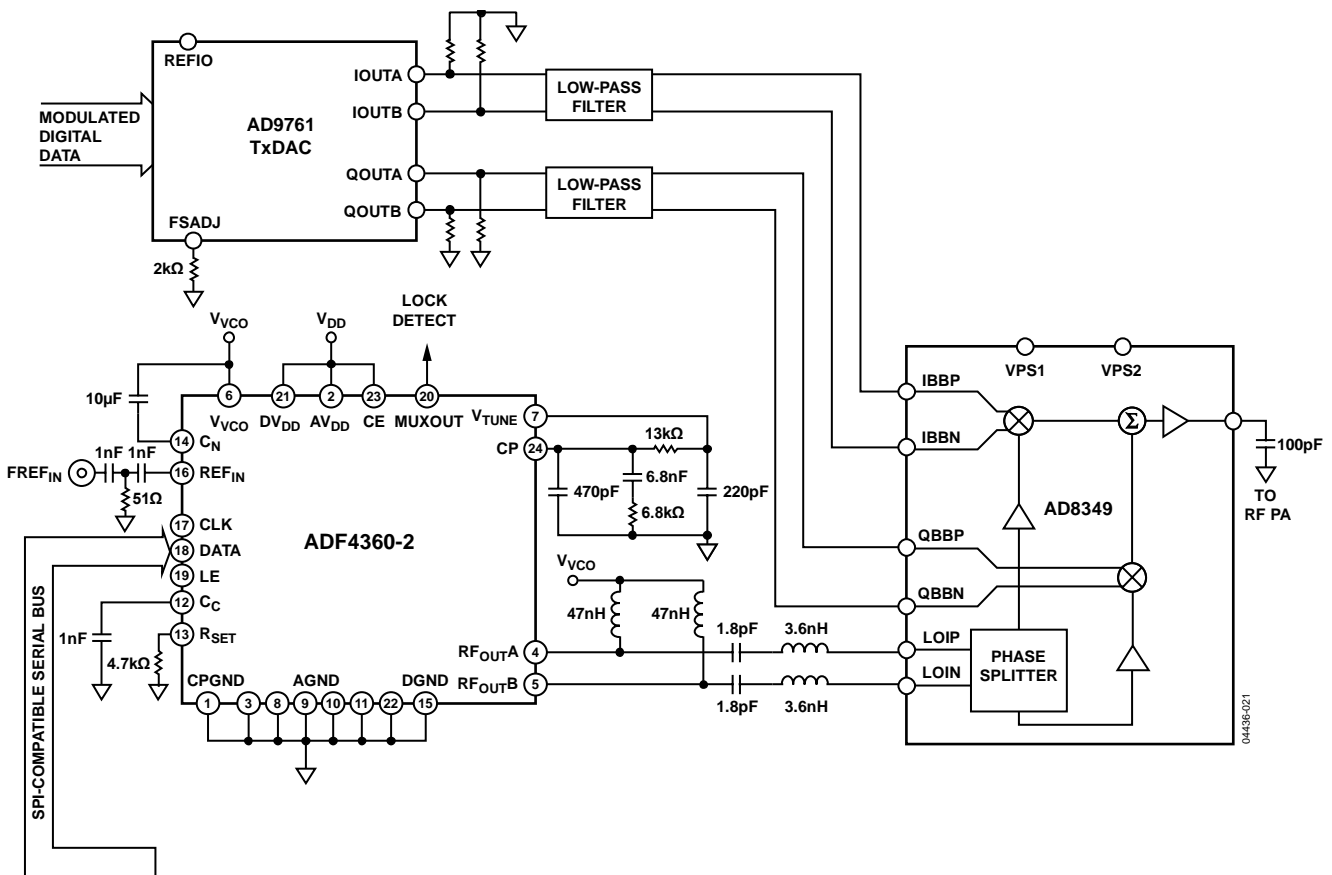 REFIO
MODULATED
DIGITAL
DATA
AD9761
TxDAC
IOUTA
IOUTB
QOUTA
QOUTB
FSADJ
2kΩ
LOW-PASS
FILTER
LOW-PASS
FILTER
LOCK
DETECT
VVCO
VDD
10µF
6
21
2
23
20
VVCO
DVDD
AVDD
CE
MUXOUT
VTUNE
7
CP
24
14
CN
1nF
1nF
FREFIN
16
REFIN
51Ω
17
CLK
18
DATA
19
LE
12
CC
1nF
13
RSET
4.7kΩ
ADF4360-2
13kΩ
470pF
6.8nF
6.8kΩ
220pF
VVCO
47nH
47nH
1.8pF
3.6nH
RFOUTA
4
RFOUTB
5
1.8pF
3.6nH
CPGND
AGND
DGND
1
3
8
9
10
11
22
15
SPI-COMPATIBLE SERIAL BUS
VPS1
VPS2
IBBP
IBBN
Σ
100pF
TO
RF PA
AD8349
QBBP
QBBN
LOIP
LOIN
PHASE
SPLITTER
04436-021